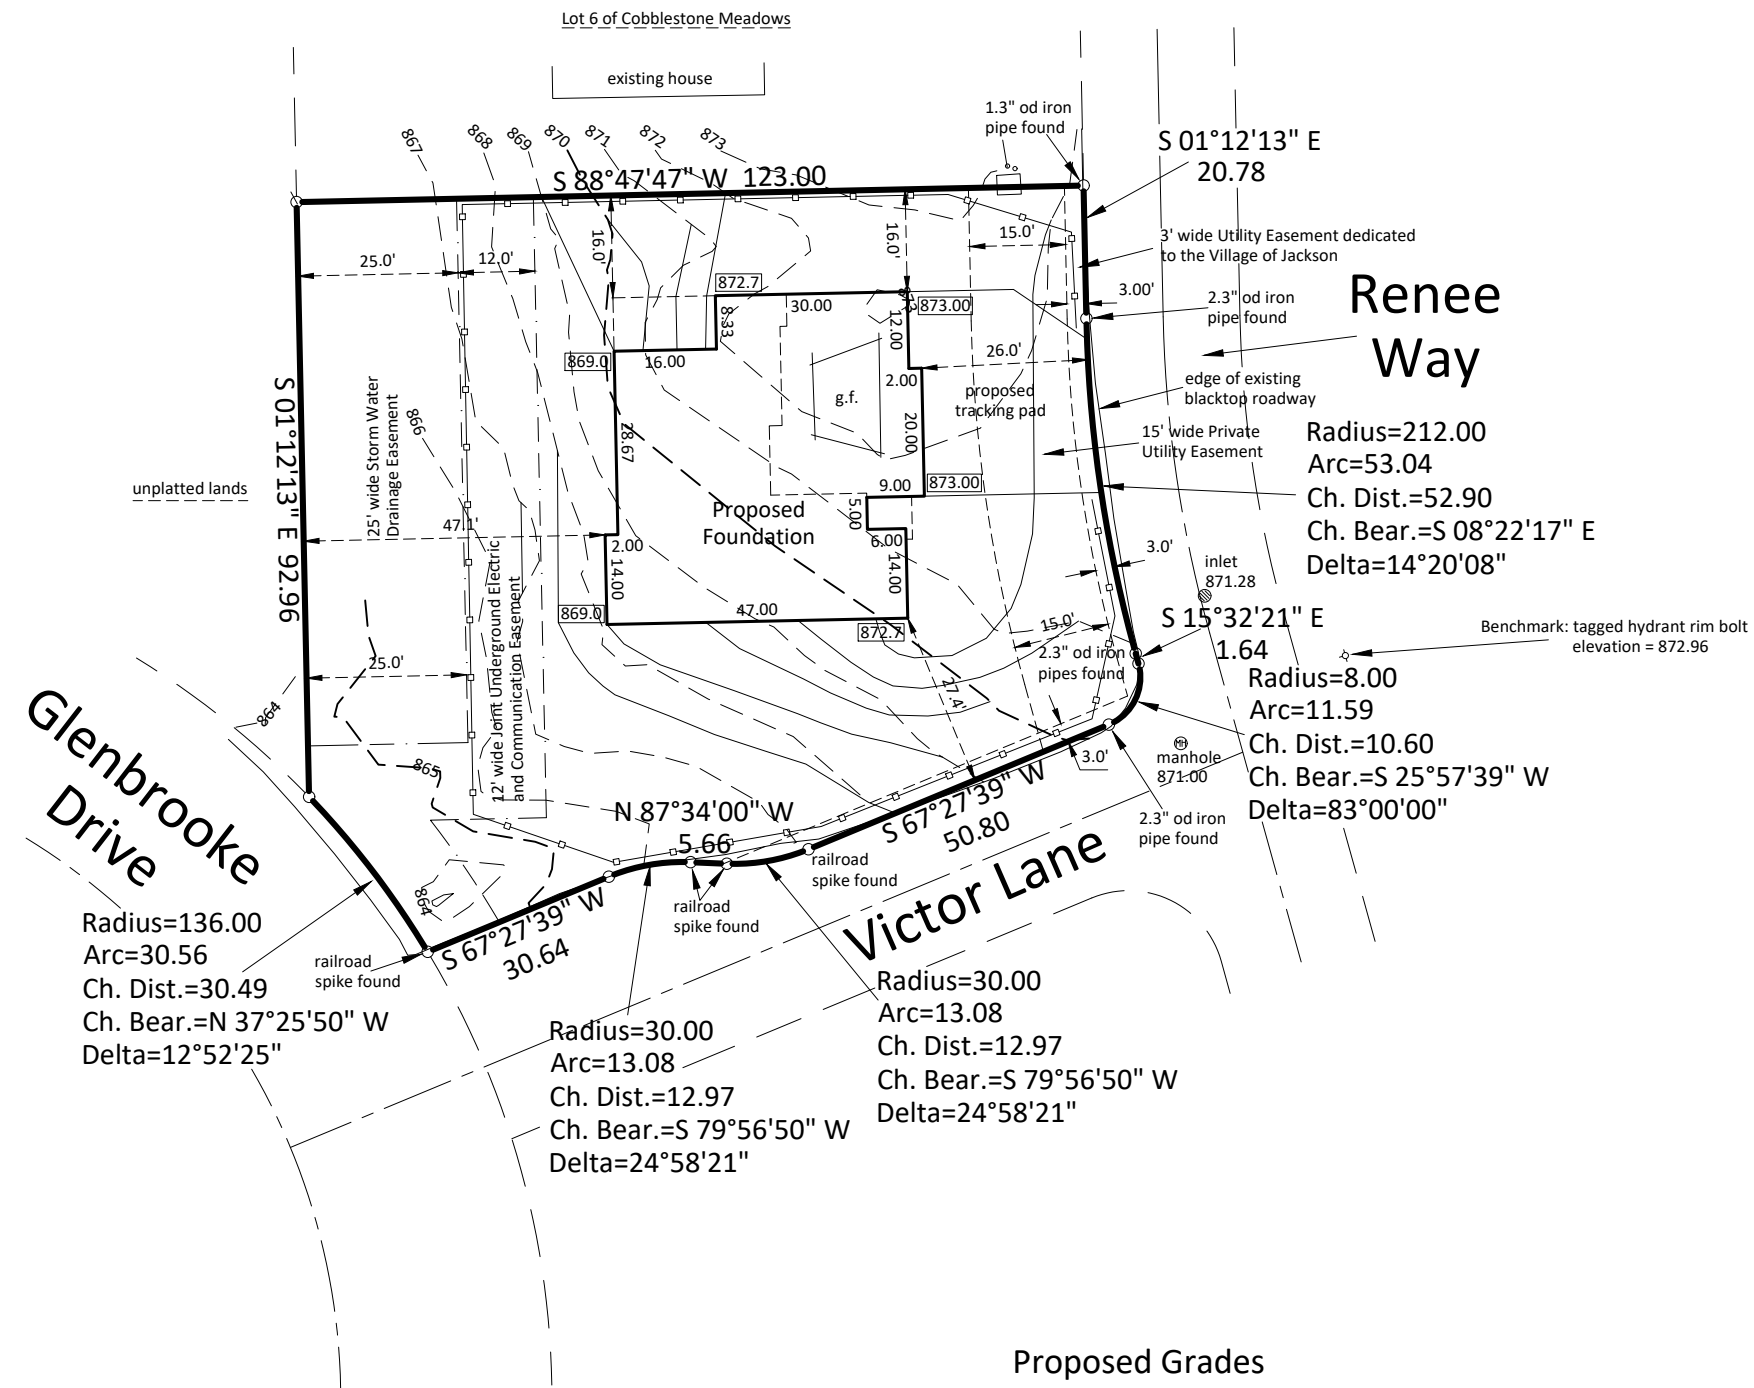 Lot 6 of Cobblestone Meadows
existing house
1.3" od iron
pipe found
S 01°12'13" E
20.78
867
868
869
870
871
872
873
S 88°47'47" W 123.00
3' wide Utility Easement dedicated
to the Village of Jackson
25.0'
12.0'
16.0'
16.0'
15.0'
3.00'
2.3" od iron
pipe found
Renee
Way
872.7
30.00
873
873.00
8.33
12.00
869.0
16.00
26.0'
2.00
edge of existing
blacktop roadway
proposed
tracking pad
g.f.
S 01°12'13" E 92.96
25' wide Storm Water
Drainage Easement
866
28.67
20.00
15' wide Private
Utility Easement
Radius=212.00
Arc=53.04
Ch. Dist.=52.90
Ch. Bear.=S 08°22'17" E
Delta=14°20'08"
unplatted lands
9.00
873.00
Proposed
Foundation
5.00
47.1'
2.00
6.00
3.0'
inlet
871.28
14.00
14.00
12' wide Joint Underground Electric
and Communication Easement
869.0
47.00
872.7
15.0'
S 15°32'21" E
1.64
Benchmark: tagged hydrant rim bolt
elevation = 872.96
25.0'
2.3" od iron
pipes found
27.4'
Radius=8.00
Arc=11.59
Ch. Dist.=10.60
Ch. Bear.=S 25°57'39" W
Delta=83°00'00"
864
Glenbrooke
Drive
865
3.0'
manhole
871.00
MH
N 87°34'00" W
5.66
S 67°27'39" W
50.80
2.3" od iron
pipe found
railroad
spike found
864
railroad
spike found
Victor Lane
Radius=136.00
Arc=30.56
Ch. Dist.=30.49
Ch. Bear.=N 37°25'50" W
Delta=12°52'25"
railroad
spike found
S 67°27'39" W
30.64
Radius=30.00
Arc=13.08
Ch. Dist.=12.97
Ch. Bear.=S 79°56'50" W
Delta=24°58'21"
Radius=30.00
Arc=13.08
Ch. Dist.=12.97
Ch. Bear.=S 79°56'50" W
Delta=24°58'21"
Proposed Grades